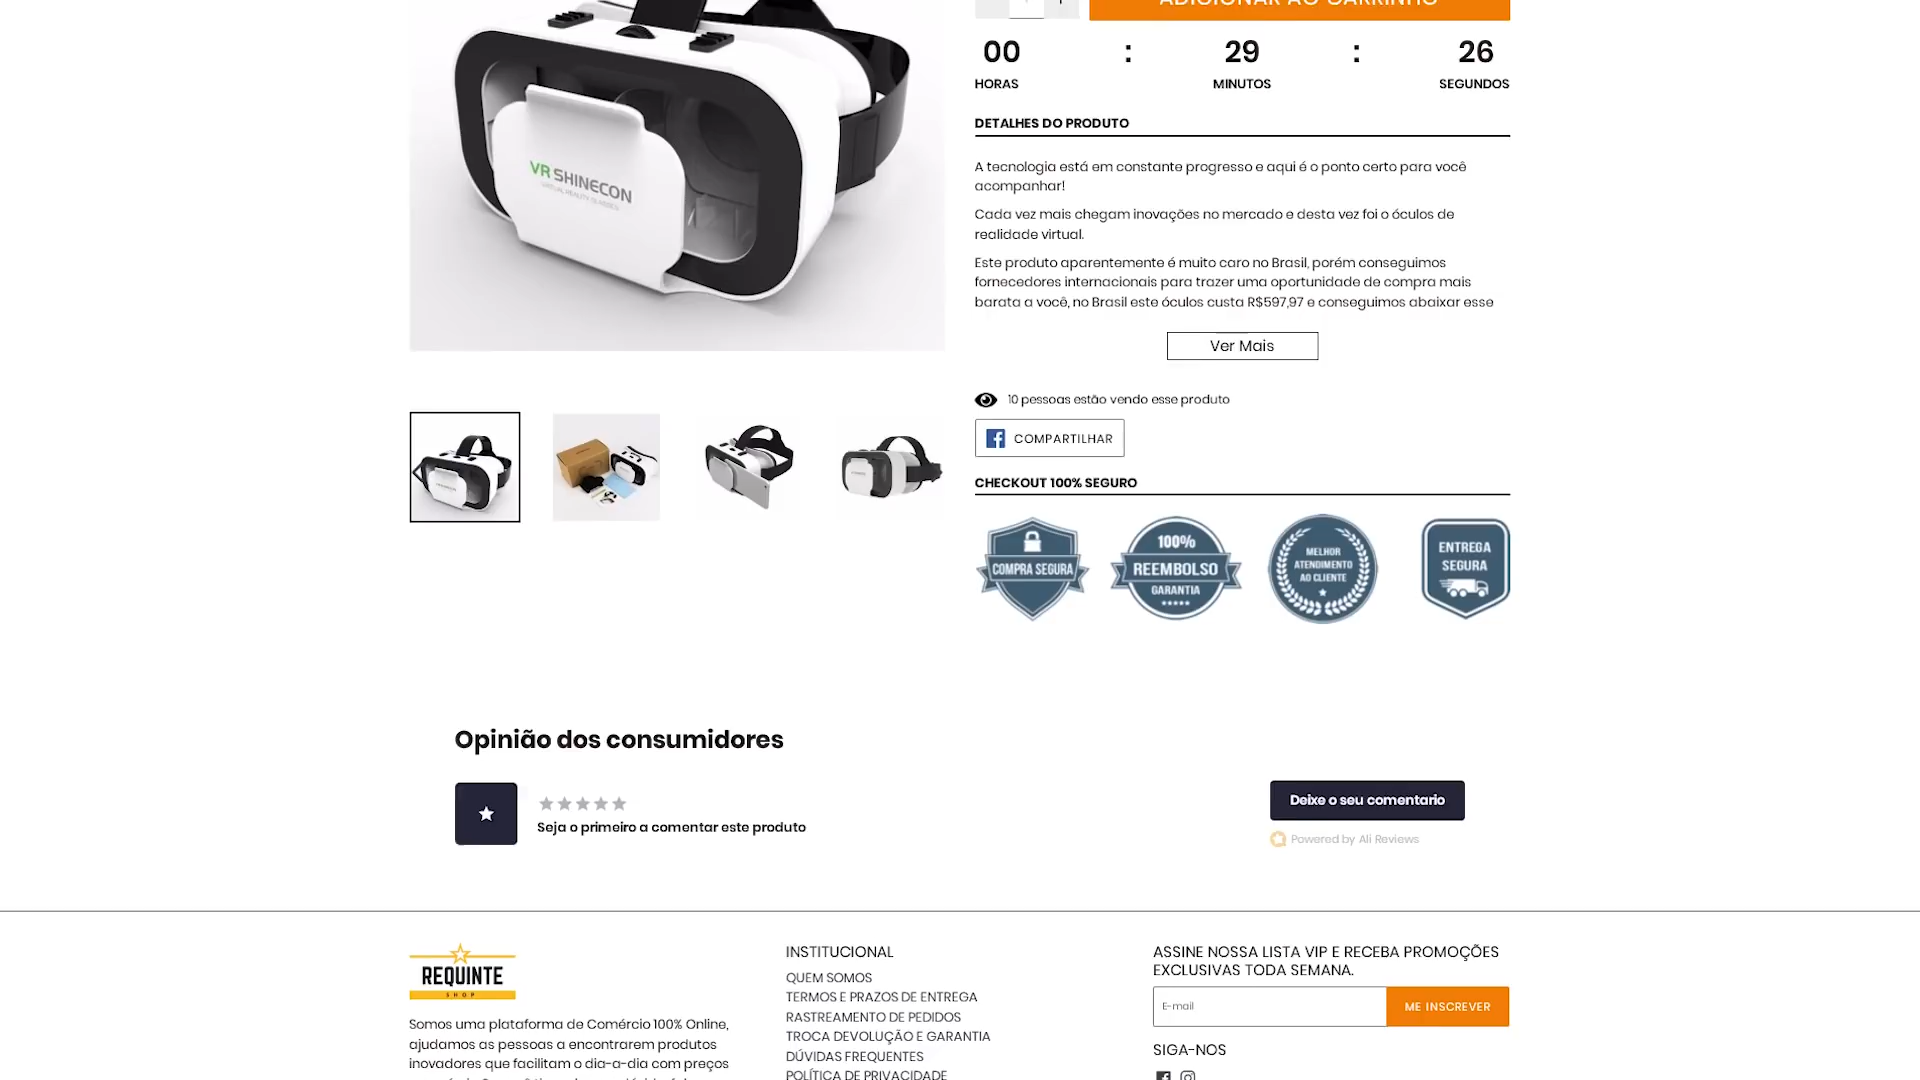 ADICIONAR AO CARRINHO
00 : 29 : 26
HORAS MINUTOS SEGUNDOS
DETALHES DO PRODUTO
A tecnologia está em constante progresso e aqui é o ponto certo para você
acompanhar!
Cada vez mais chegam inovações no mercado e desta vez foi o óculos de
realidade virtual.
Este produto aparentemente é muito caro no Brasil, porém conseguimos
fornecedores internacionais para trazer uma oportunidade de compra mais
barata a você, no Brasil este óculos custa R$597,97 e conseguimos abaixar esse
Ver Mais
10 pessoas estão vendo esse produto
COMPARTILHAR
CHECKOUT 100% SEGURO
COMPRA SEGURA
100%
REEMBOLSO
GARANTIA
MELHOR
ATENDIMENTO
AO CLIENTE
ENTREGA
SEGURA
VR SHINECON
VIRTUAL REALITY GLASSES
Opinião dos consumidores
Seja o primeiro a comentar este produto
Deixe o seu comentario
Powered by Ali Reviews
REQUINTE
SHOP
Somos uma plataforma de Comércio 100% Online,
ajudamos as pessoas a encontrarem produtos
inovadores que facilitam o dia-a-dia com preços
INSTITUCIONAL
QUEM SOMOS
TERMOS E PRAZOS DE ENTREGA
RASTREAMENTO DE PEDIDOS
TROCA DEVOLUÇÃO E GARANTIA
DÚVIDAS FREQUENTES
POLÍTICA DE PRIVACIDADE
ASSINE NOSSA LISTA VIP E RECEBA PROMOÇÕES
EXCLUSIVAS TODA SEMANA.
E-mail
ME INSCREVER
SIGA-NOS